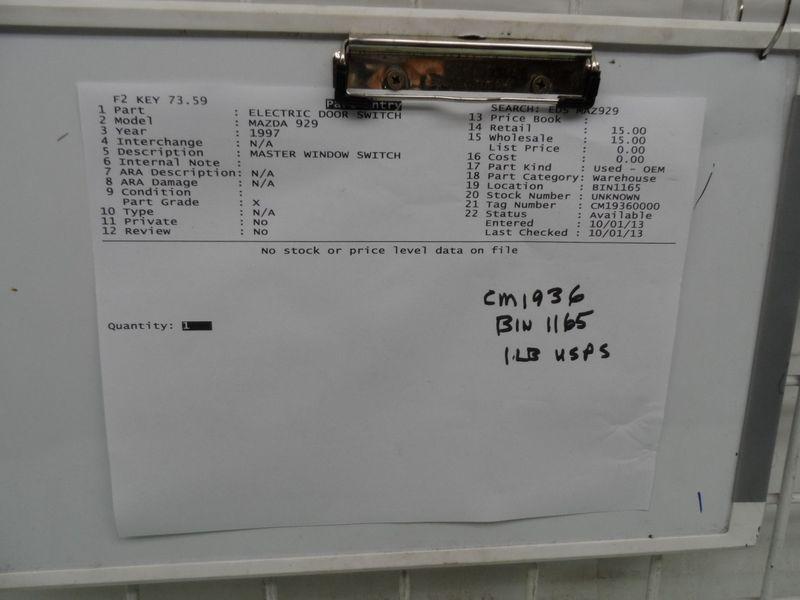 F2 KEY 73.59
Part Entry
SEARCH: EDS MAZ929
1 Part : ELECTRIC DOOR SWITCH
2 Model : MAZDA 929
3 Year : 1997
4 Interchange : N/A
5 Description : MASTER WINDOW SWITCH
6 Internal Note :
7 ARA Description: N/A
8 ARA Damage : N/A
9 Condition :
Part Grade : X
10 Type : N/A
11 Private : No
12 Review : No
13 Price Book :
14 Retail : 15.00
15 Wholesale : 15.00
List Price : 0.00
16 Cost : 0.00
17 Part Kind : Used - OEM
18 Part Category: Warehouse
19 Location : BIN1165
20 Stock Number : UNKNOWN
21 Tag Number : CM19360000
22 Status : Available
Entered : 10/01/13
Last Checked : 10/01/13
No stock or price level data on file
Quantity: 1
CM1936
BIN 1165
1LB USPS